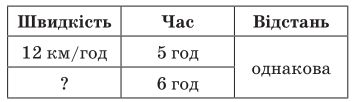 Швидкість Час Відстань
12 км/год 5 год
однакова
? 6 год